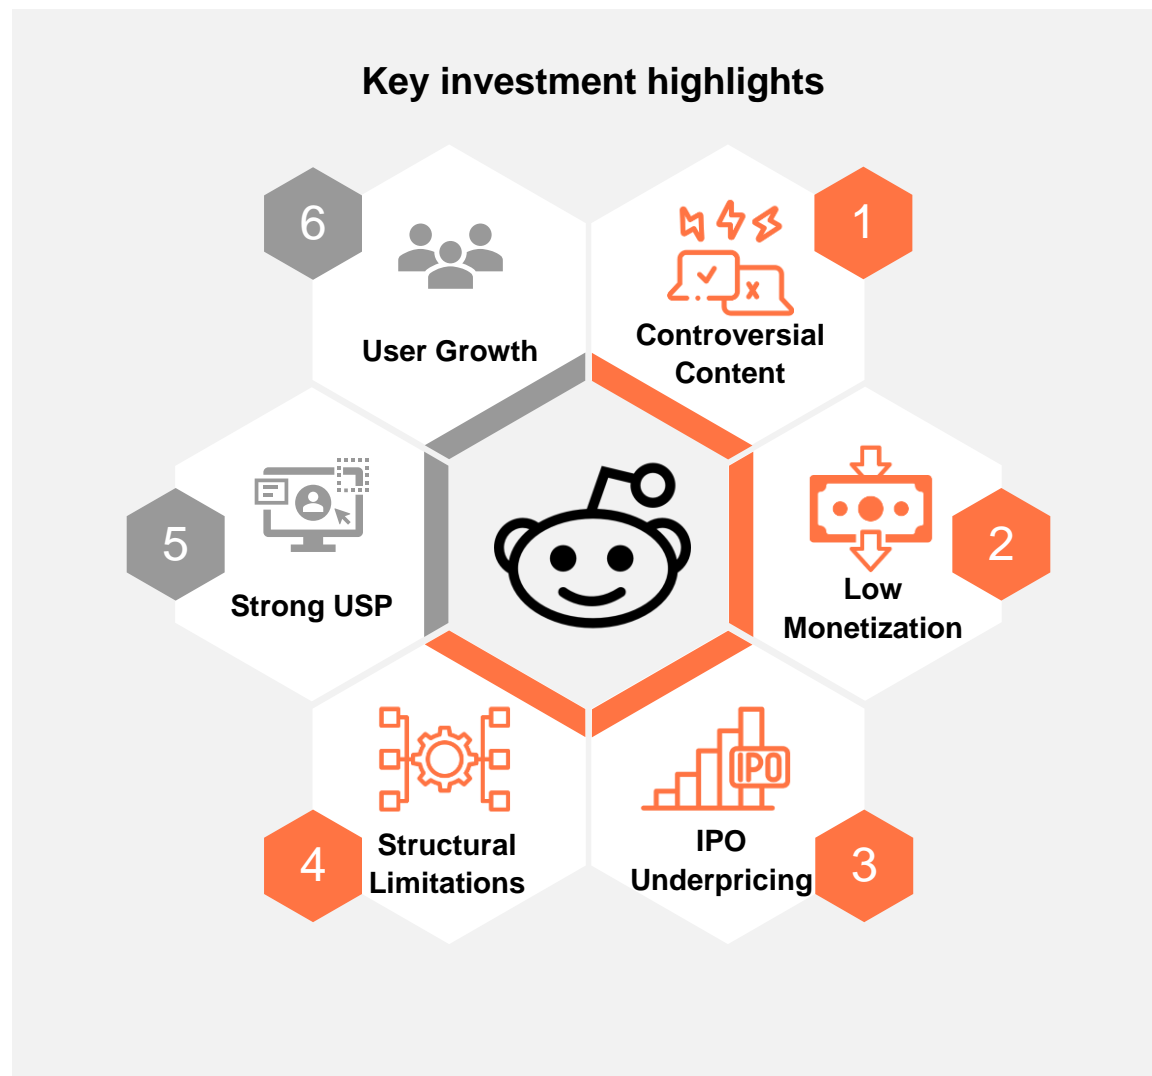 Key investment highlights
1
Controversial
Content
2
Low
Monetization
3
IPO
IPO
Underpricing
4
Structural
Limitations
5
Strong USP
6
User Growth